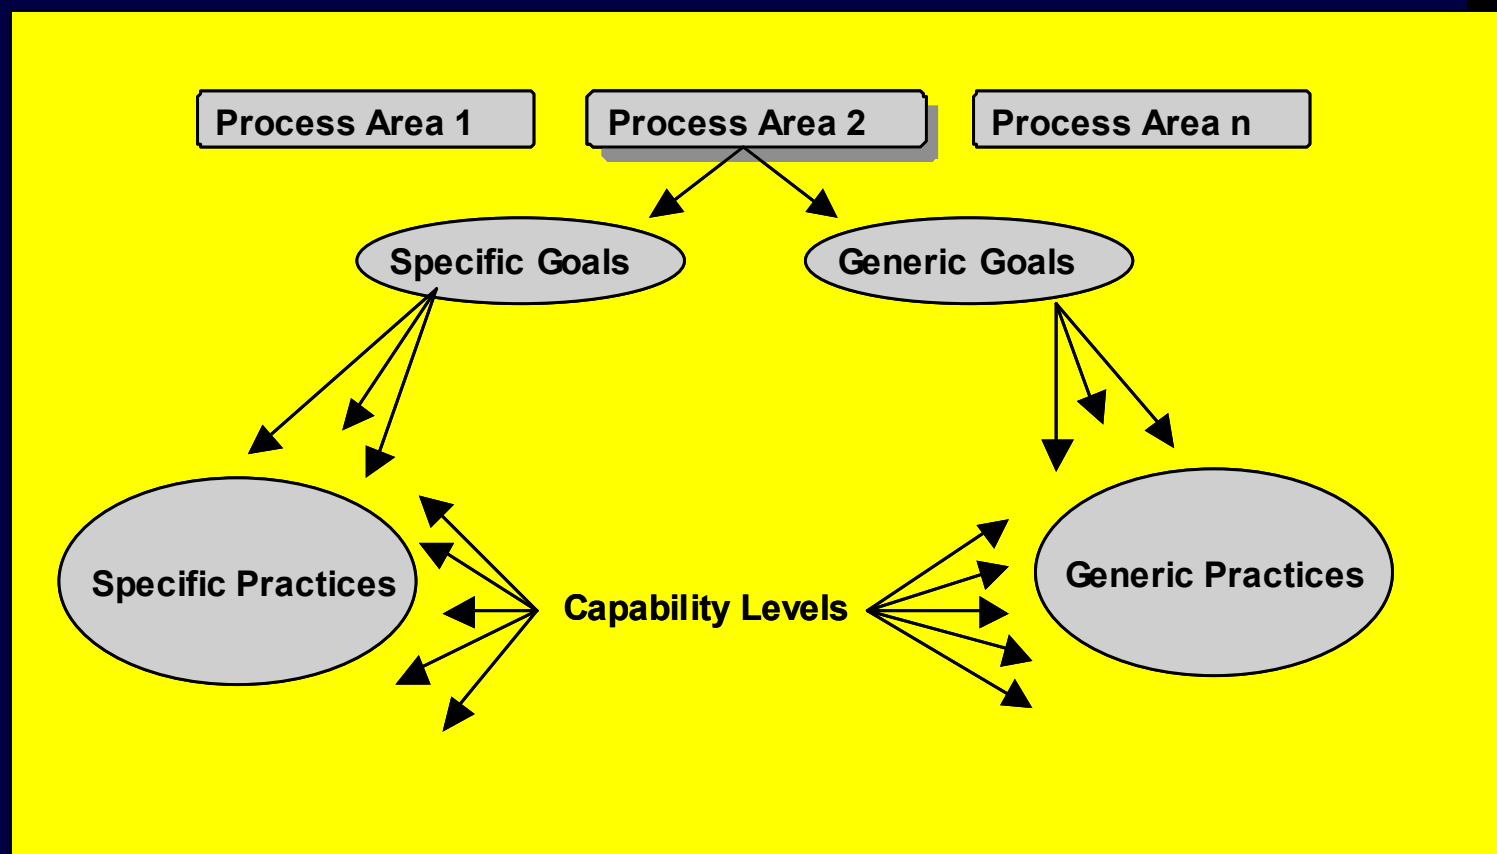 Process Area 1
Process Area 2
Process Area n
Specific Goals
Generic Goals
Specific Practices
Capability Levels
Generic Practices